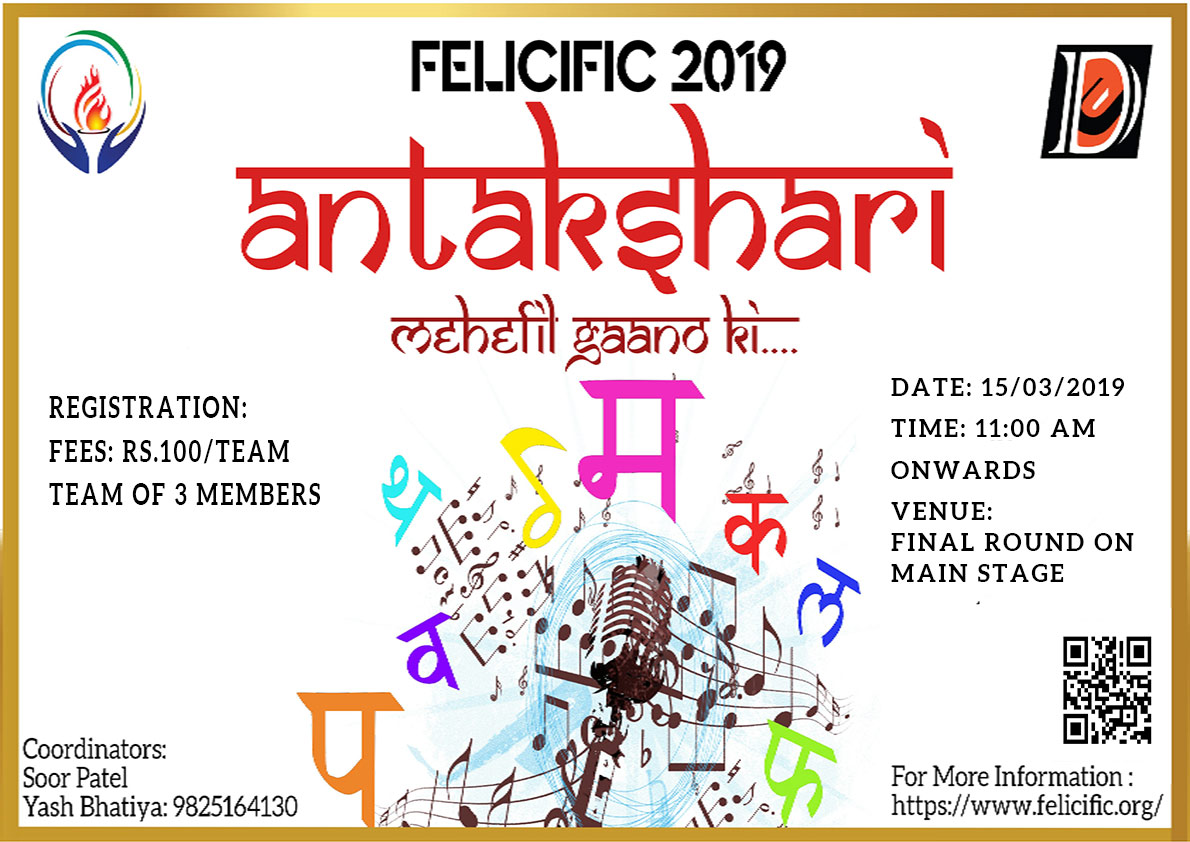 FELICIFIC 2019
antakshari
mehefil gaano ki....
REGISTRATION:
FEES: RS.100/TEAM
TEAM OF 3 MEMBERS
DATE: 15/03/2019
TIME: 11:00 AM
ONWARDS
VENUE:
FINAL ROUND ON
MAIN STAGE
म
थ
क
अ
व
प
फ
Coordinators:
Soor Patel
Yash Bhatiya: 9825164130
For More Information :
https://www.felicific.org/